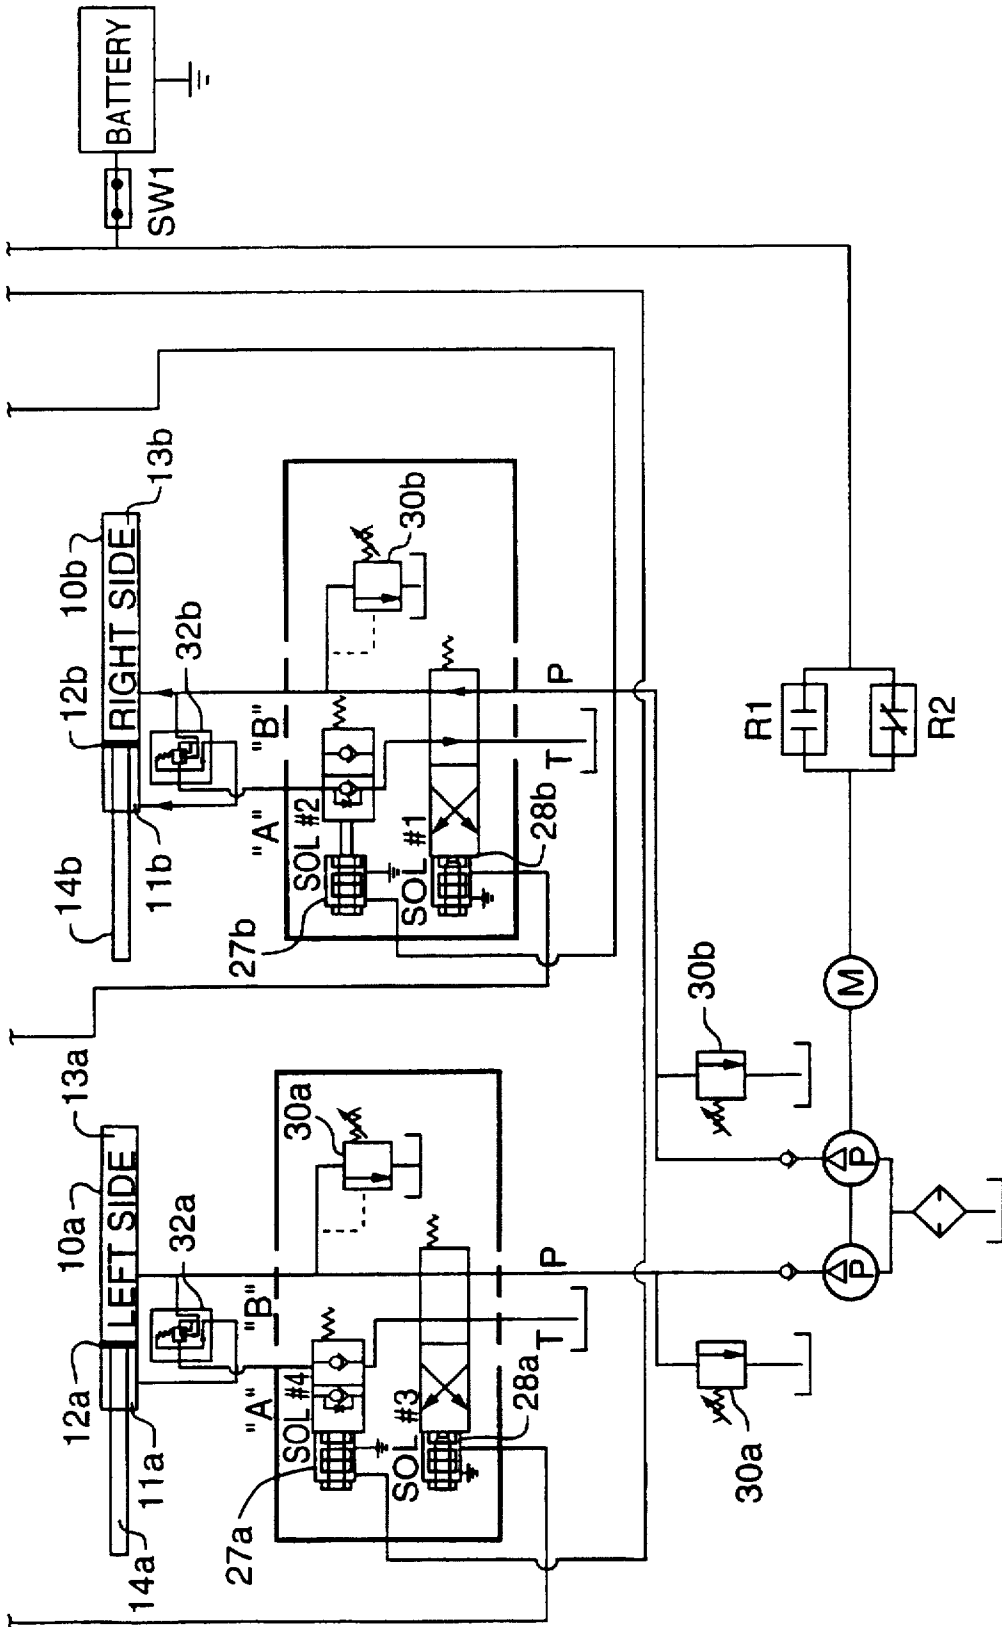 BATTERY
SW1
10b
13b
RIGHT SIDE
12b
32b
14b
11b
"A"
"B"
30b
SOL #2
27b
SOL #1
28b
P
T
10a
13a
LEFT SIDE
12a
32a
14a
11a
"A"
"B"
30a
SOL #4
27a
SOL #3
28a
P
T
30b
30a
R1
R2
M
P
P